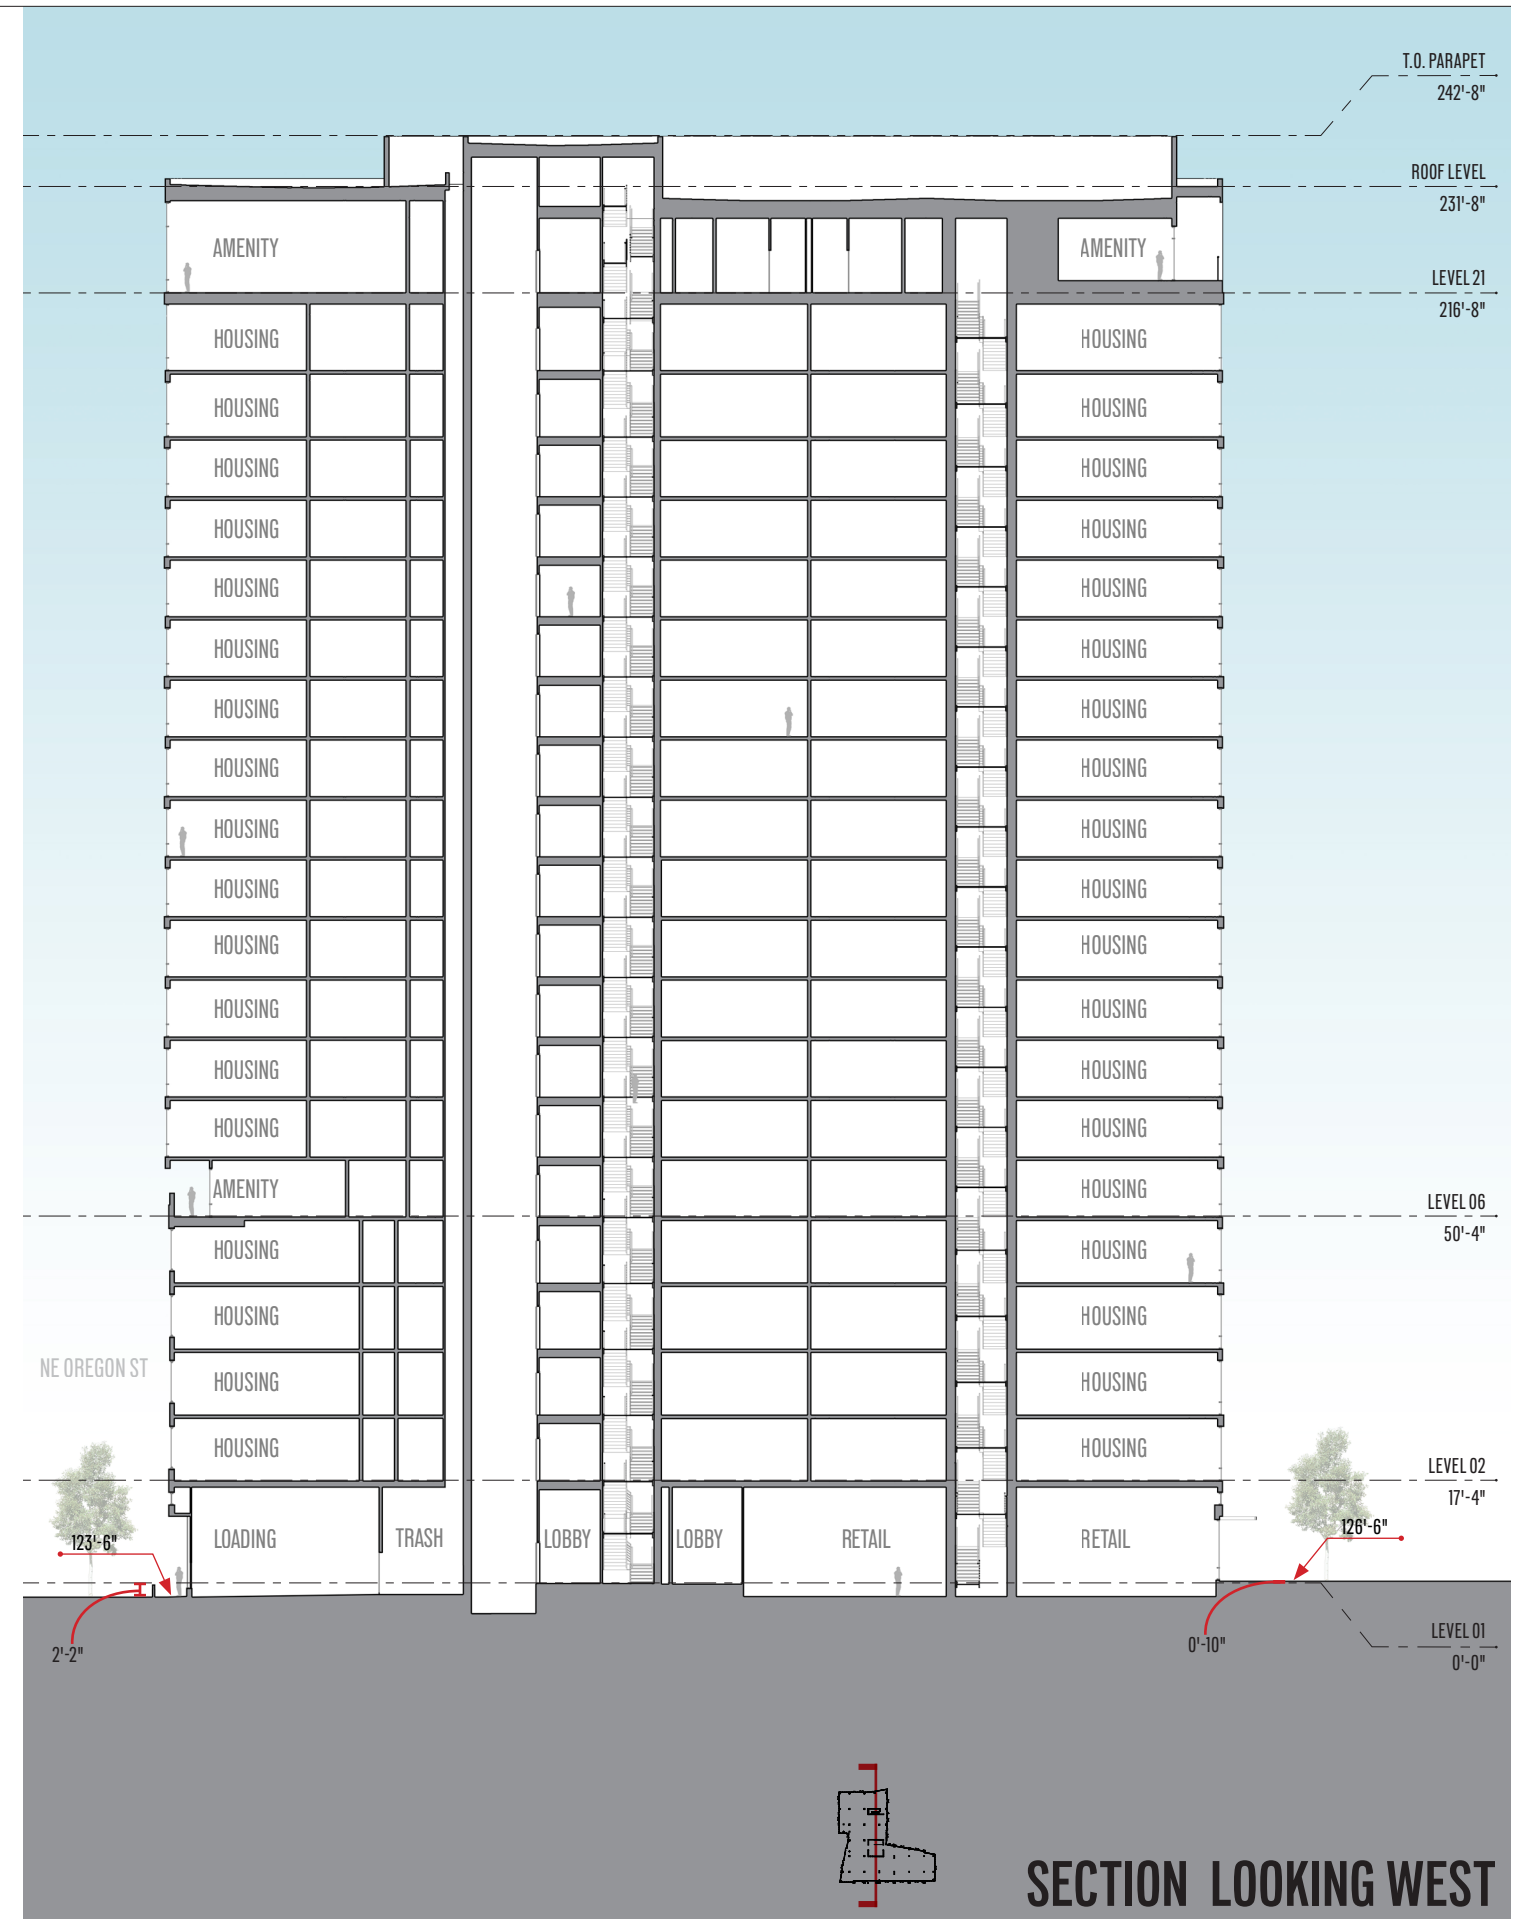 T.O. PARAPET
242'-8"
ROOF LEVEL
231'-8"
AMENITY AMENITY
LEVEL 21
216'-8"
HOUSING HOUSING
HOUSING HOUSING
HOUSING HOUSING
HOUSING HOUSING
HOUSING HOUSING
HOUSING HOUSING
HOUSING HOUSING
HOUSING HOUSING
HOUSING HOUSING
HOUSING HOUSING
HOUSING HOUSING
HOUSING HOUSING
HOUSING HOUSING
HOUSING HOUSING
AMENITY HOUSING
LEVEL 06
50'-4"
HOUSING HOUSING
HOUSING HOUSING
NE OREGON ST
HOUSING HOUSING
HOUSING HOUSING
LEVEL 02
17'-4"
123'-6" LOADING TRASH LOBBY LOBBY RETAIL RETAIL 126'-6"
2'-2" 0'-10"
LEVEL 01
0'-0"
SECTION LOOKING WEST